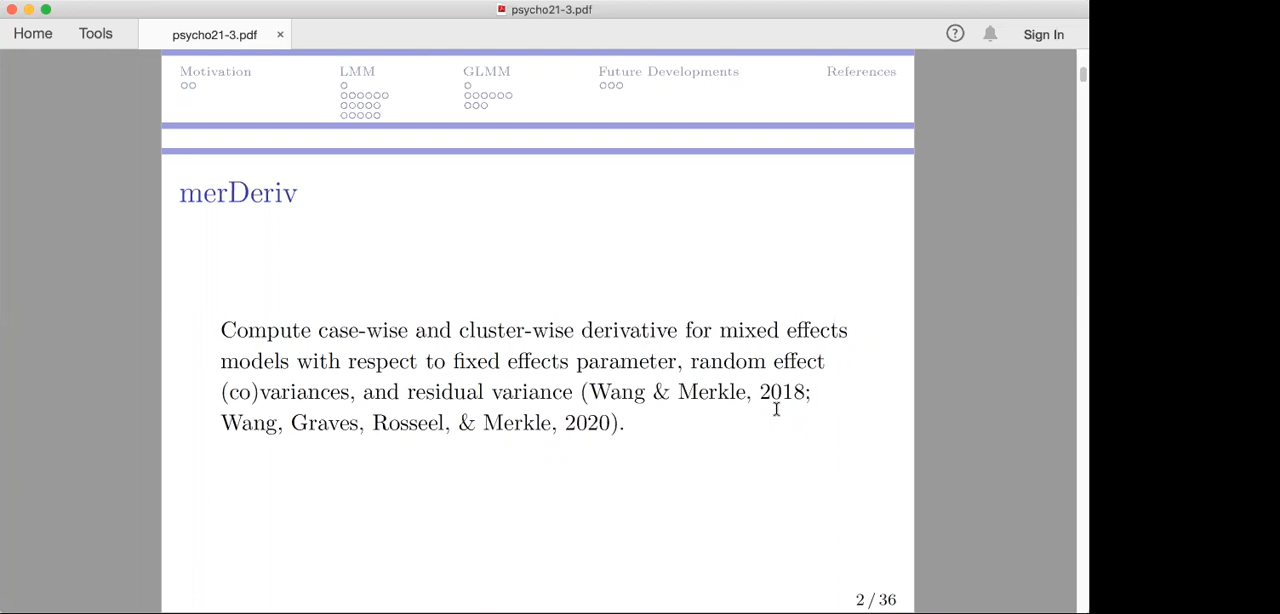 psycho21-3.pdf
Home Tools psycho21-3.pdf × ? Sign In
Motivation LMM GLMM Future Developments References
merDeriv
Compute case-wise and cluster-wise derivative for mixed effects
models with respect to fixed effects parameter, random effect
(co)variances, and residual variance (Wang & Merkle, 2018;
Wang, Graves, Rosseel, & Merkle, 2020).
2 / 36